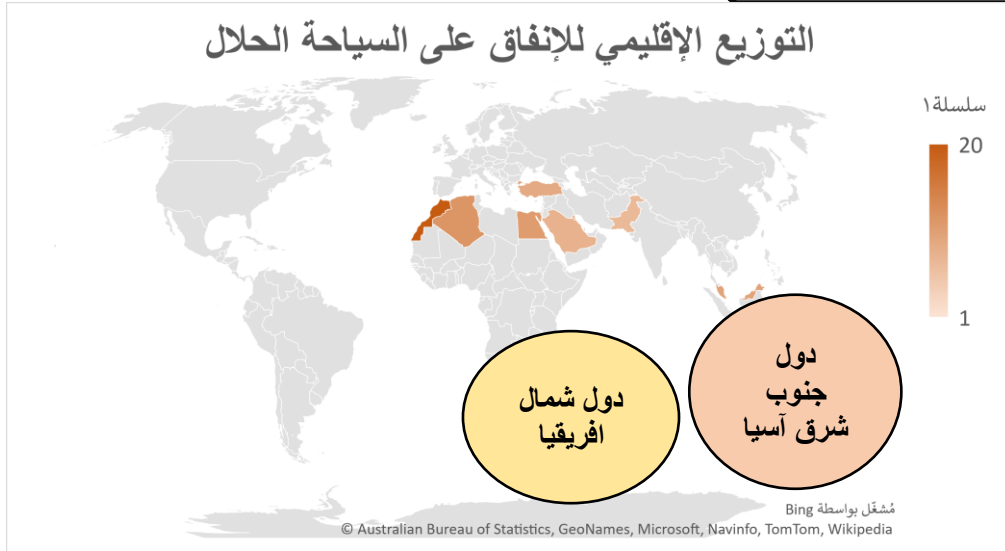 التوزيع الإقليمي للإنفاق على السياحة الحلال
سلسلة١
20
1
دول
جنوب
شرق آسيا
دول شمال
افريقيا
مُشغّل بواسطة Bing
© Australian Bureau of Statistics, GeoNames, Microsoft, Navinfo, TomTom, Wikipedia